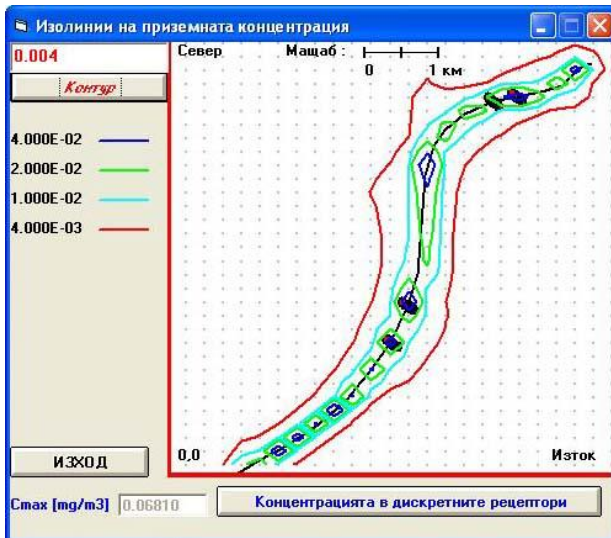 Изолинии на приземната концентрация
0.004
Север
Мащаб :
0 1 км
Контур
4.000E-02
2.000E-02
1.000E-02
4.000E-03
ИЗХОД
0,0
Изток
Cmax [mg/m3] 0.06810
Концентрацията в дискретните рецептори